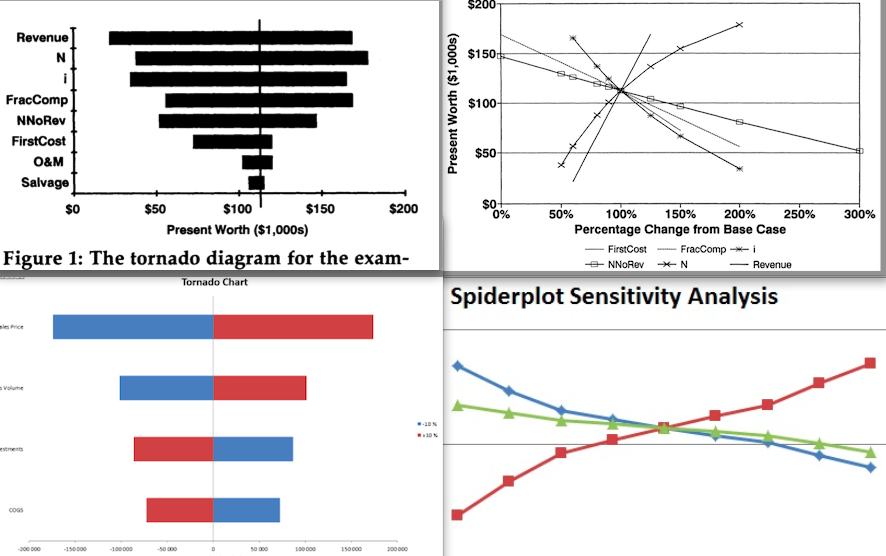 Revenue
N
i
FracComp
NNoRev
FirstCost
O&M
Salvage
$0 $50 $100 $150 $200
Present Worth ($1,000s)
Figure 1: The tornado diagram for the exam-
$200
$150
$100
$50
$0
Present Worth ($1,000s)
0% 50% 100% 150% 200% 250% 300%
Percentage Change from Base Case
FirstCost FracComp i
NNoRev N Revenue
Tornado Chart
ales Price
s Volume
estments
COGS
-10 %
+10 %
-200 000 -150 000 -100 000 -50 000 0 50 000 100 000 150 000 200 000
Spiderplot Sensitivity Analysis